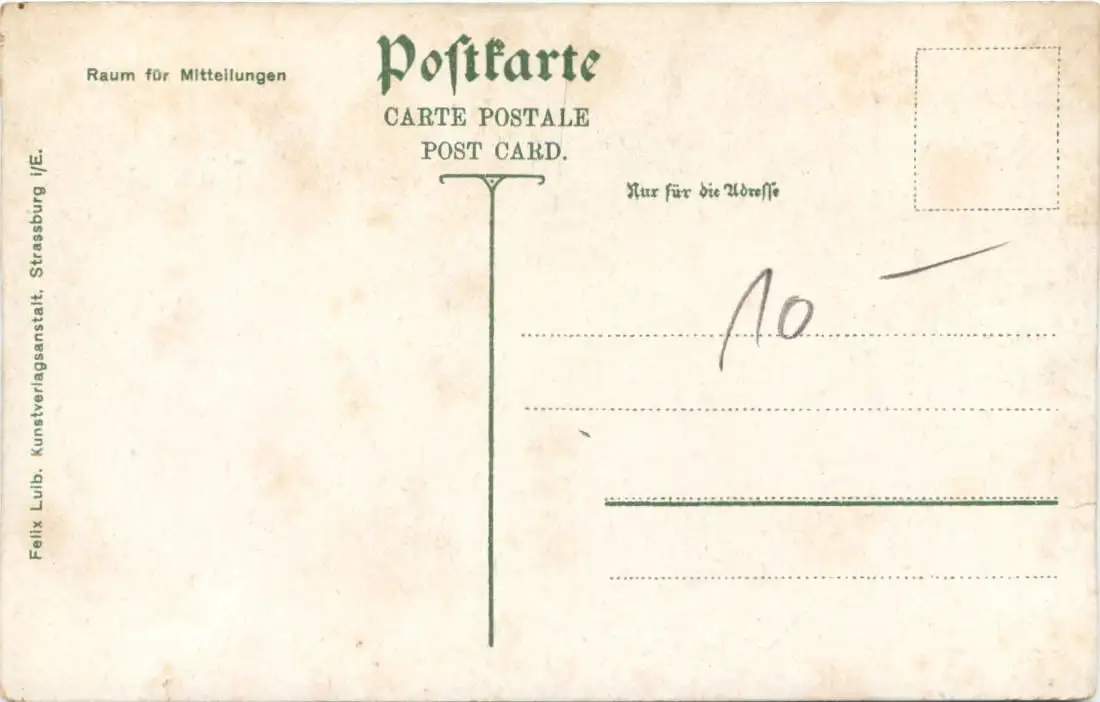 Postkarte
Raum für Mitteilungen
CARTE POSTALE
POST CARD.
Nur für die Adresse
10 —
Felix Luib. Kunstverlagsanstalt, Strassburg i/E.